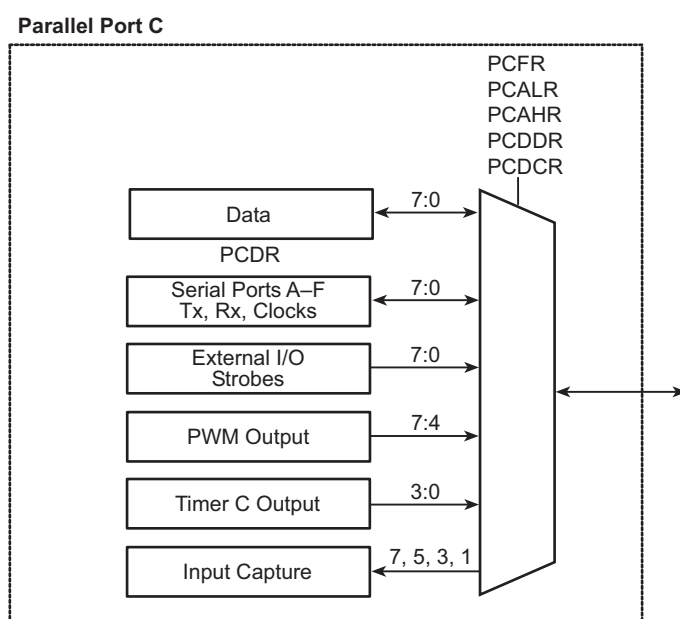 Parallel Port C
PCFR
PCALR
PCAHR
PCDDR
PCDCR
Data
7:0
PCDR
Serial Ports A–F
Tx, Rx, Clocks
7:0
External I/O
Strobes
7:0
PWM Output
7:4
Timer C Output
3:0
Input Capture
7, 5, 3, 1